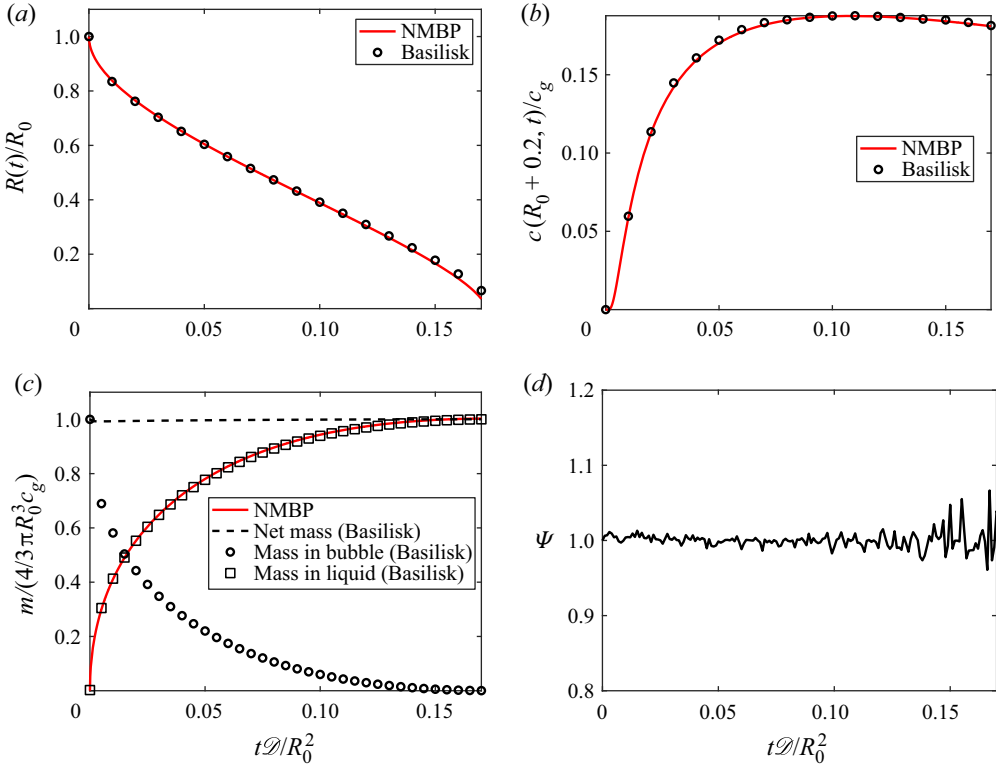 (a)
1.0
0.8
0.6
0.4
0.2
0
0.05
0.10
0.15
R(t)/R₀
NMBP
Basilisk
(b)
0.15
0.10
0.05
0
0.05
0.10
0.15
c(R₀ + 0.2, t)/c_g
NMBP
Basilisk
(c)
1.0
0.8
0.6
0.4
0.2
0
0.05
0.10
0.15
m/(4/3πR₀³c_g)
NMBP
Net mass (Basilisk)
Mass in bubble (Basilisk)
Mass in liquid (Basilisk)
t𝒟/R₀²
(d)
1.2
1.1
1.0
0.9
0.8
0
0.05
0.10
0.15
Ψ
t𝒟/R₀²